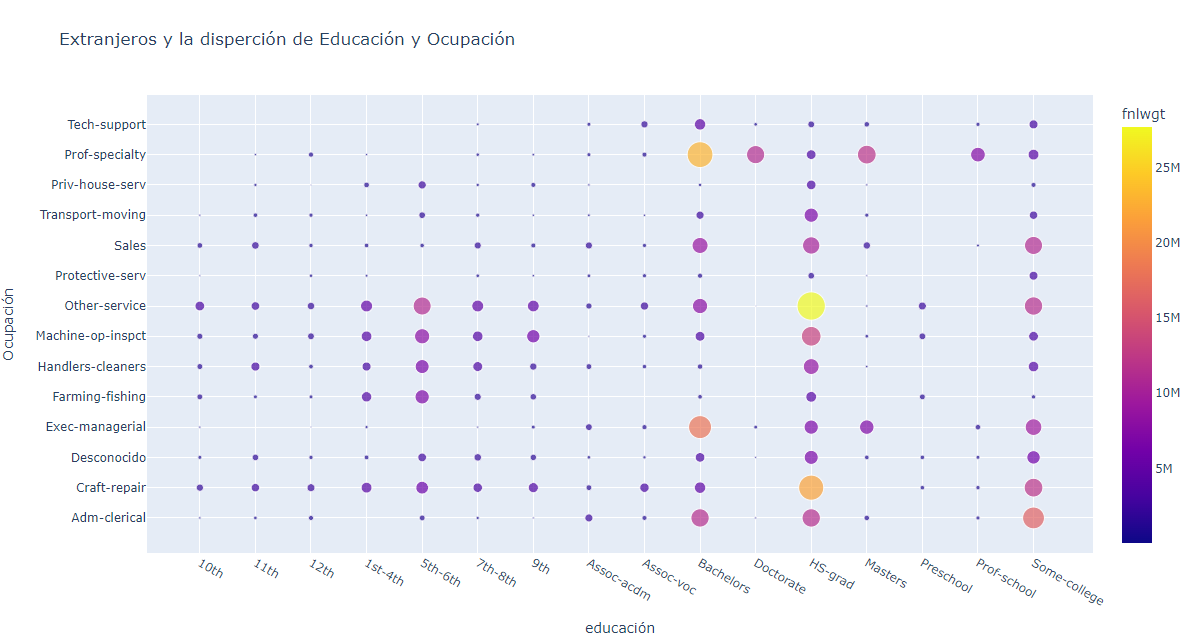 Extranjeros y la disperción de Educación y Ocupación
fnlwgt
Tech-support
Prof-specialty
Priv-house-serv
Transport-moving
Sales
Protective-serv
Other-service
Machine-op-inspct
Handlers-cleaners
Farming-fishing
Exec-managerial
Desconocido
Craft-repair
Adm-clerical
Ocupación
25M
20M
15M
10M
5M
10th
11th
12th
1st-4th
5th-6th
7th-8th
9th
Assoc-acdm
Assoc-voc
Bachelors
Doctorate
HS-grad
Masters
Preschool
Prof-school
Some-college
educación